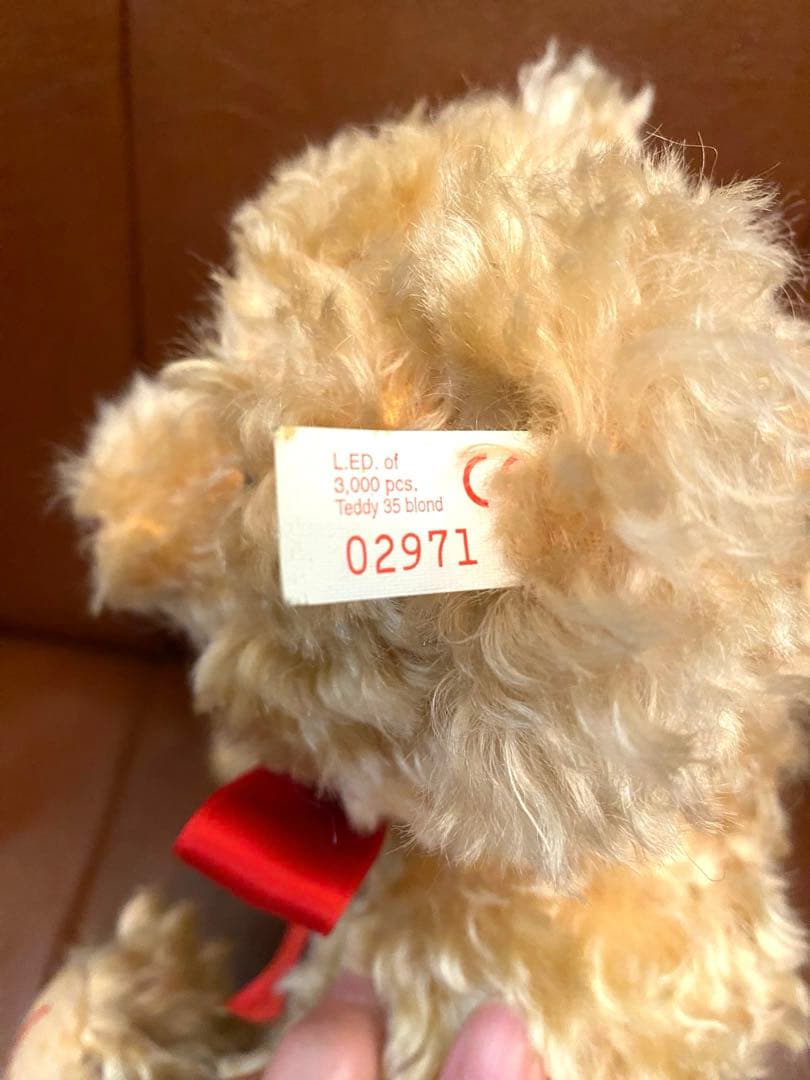 L.ED. of
3,000 pcs.
Teddy 35 blond
02971